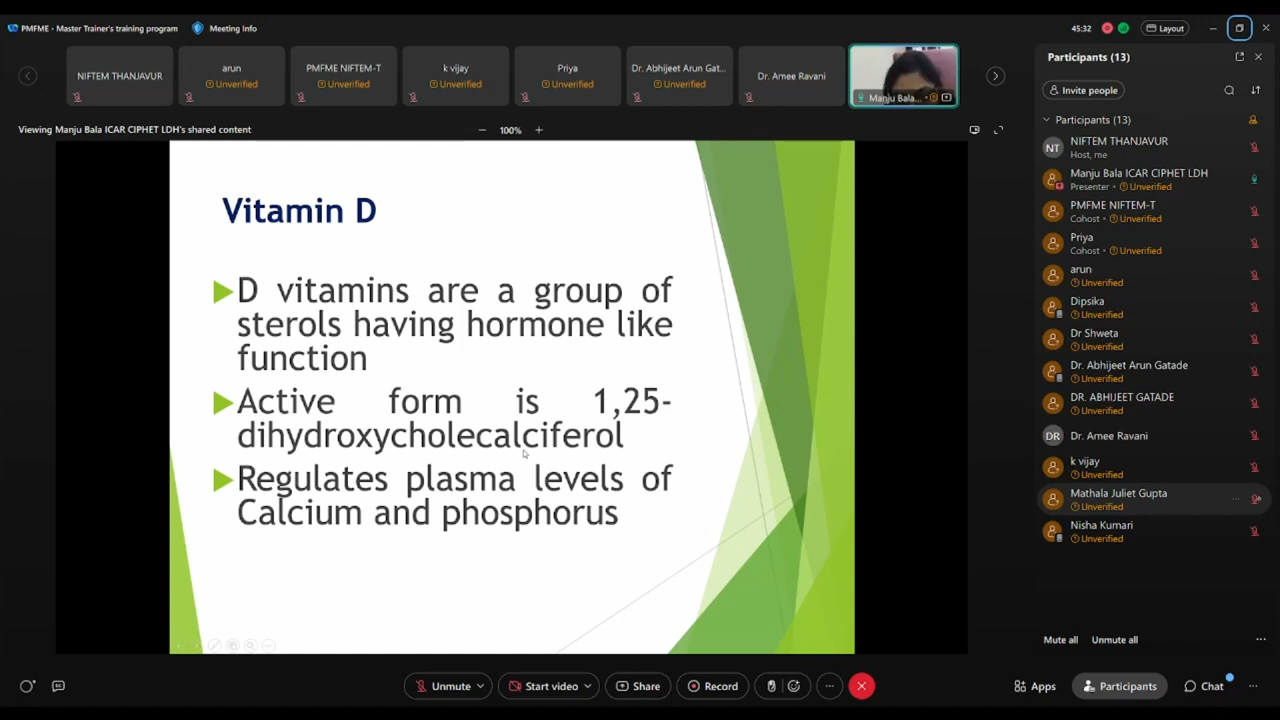 PMFME - Master Trainer's training program
Meeting Info
45:32
Layout
NIFTEM THANJAVUR
arun
Unverified
PMFME NIFTEM-T
Unverified
k vijay
Unverified
Priya
Unverified
Dr. Abhijeet Arun Gat...
Unverified
Dr. Amee Ravani
Manju Bala...
Viewing Manju Bala ICAR CIPHET LDH's shared content
100%
Vitamin D
D vitamins are a group of
sterols having hormone like
function
Active form is 1,25-
dihydroxycholecalciferol
Regulates plasma levels of
Calcium and phosphorus
Participants (13)
Invite people
Participants (13)
NT
NIFTEM THANJAVUR
Host, me
Manju Bala ICAR CIPHET LDH
Presenter • Unverified
PMFME NIFTEM-T
Cohost • Unverified
Priya
Cohost • Unverified
arun
Unverified
Dipsika
Unverified
Dr Shweta
Unverified
Dr. Abhijeet Arun Gatade
Unverified
DR. ABHIJEET GATADE
Unverified
DR
Dr. Amee Ravani
k vijay
Unverified
Mathala Juliet Gupta
Unverified
Nisha Kumari
Unverified
Mute all
Unmute all
Unmute
Start video
Share
Record
Apps
Participants
Chat